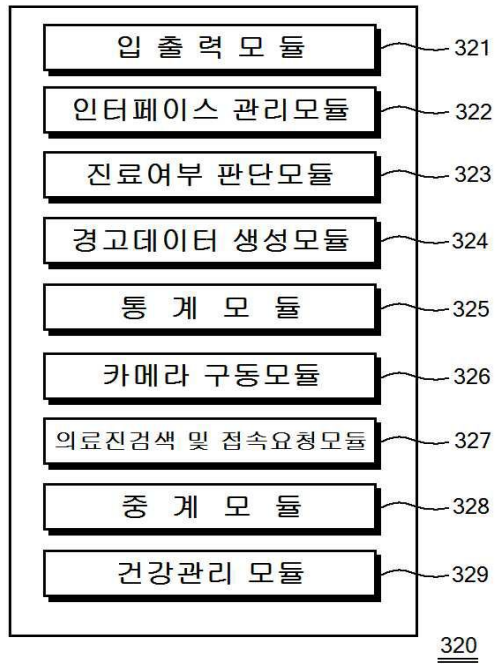 입 출 력 모 듈 321
인터페이스 관리모듈 322
진료여부 판단모듈 323
경고데이터 생성모듈 324
통 계 모 듈 325
카메라 구동모듈 326
의료진검색 및 접속요청모듈 327
중 계 모 듈 328
건강관리 모듈 329
320